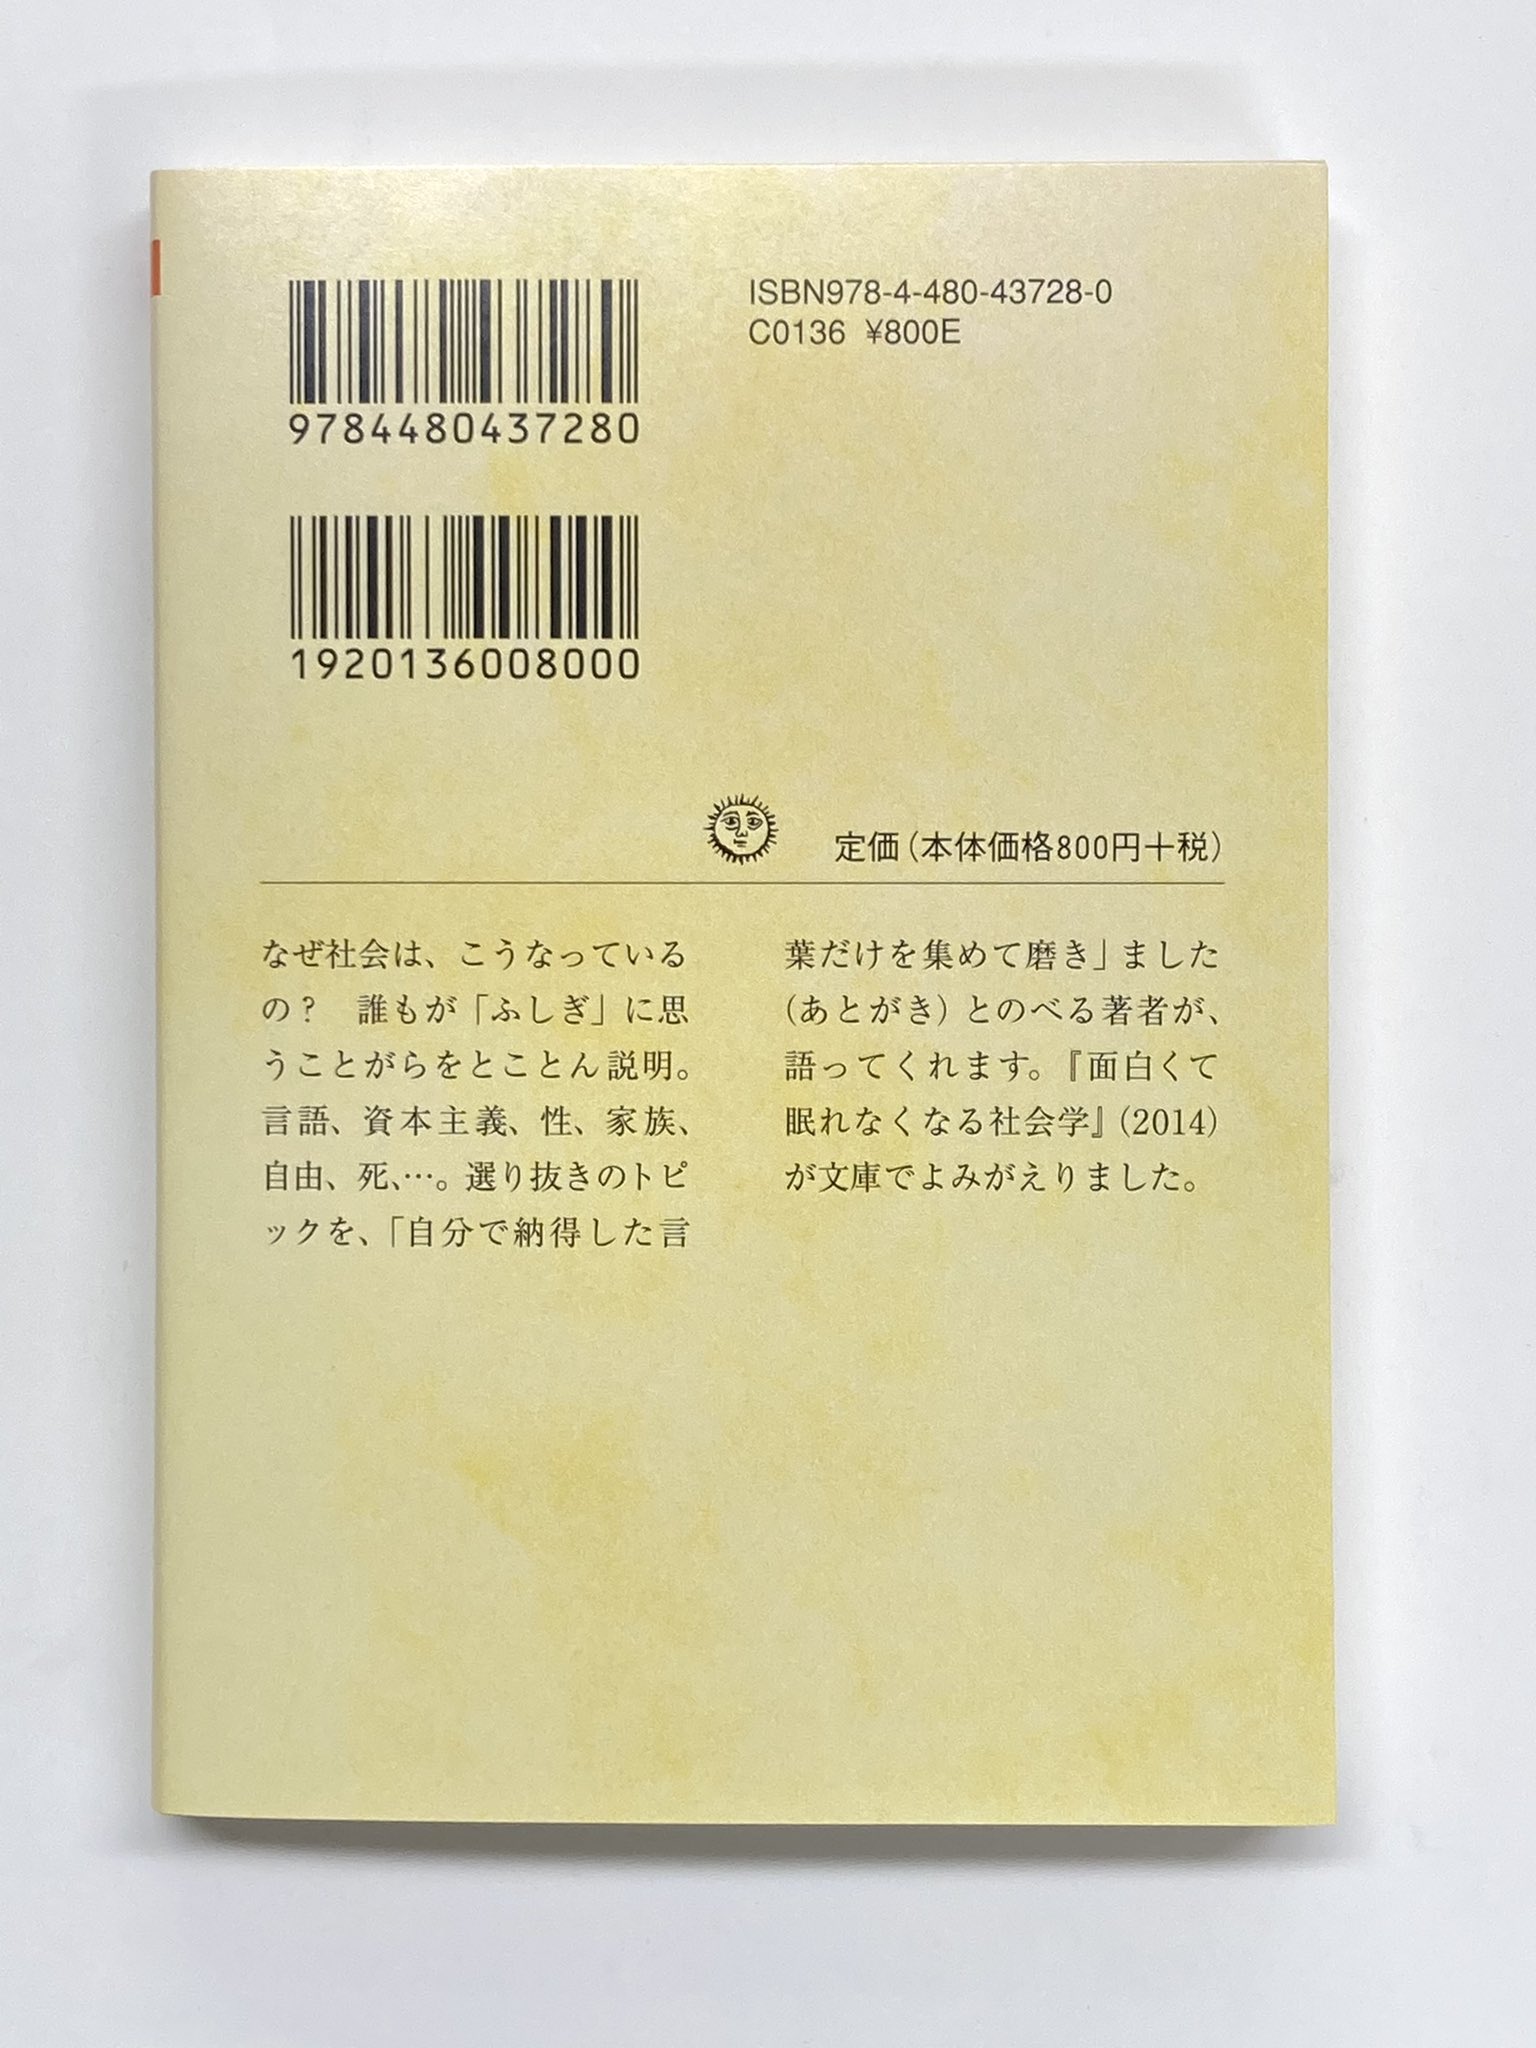 9784480437280
ISBN978-4-480-43728-0
C0136 ¥800E
1920136008000
定価(本体価格800円+税)
なぜ社会は、こうなっている
の？　誰もが「ふしぎ」に思
うことがらをとことん説明。
言語、資本主義、性、家族、
自由、死、…。選り抜きのトピ
ックを、「自分で納得した言
葉だけを集めて磨き」ました
(あとがき) とのべる著者が、
語ってくれます。『面白くて
眠れなくなる社会学』(2014)
が文庫でよみがえりました。